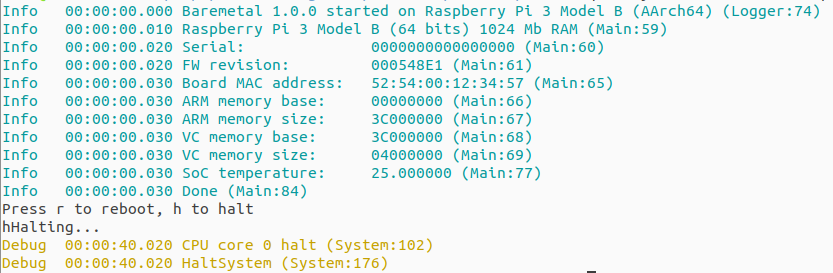 Info 00:00:00.000 Baremetal 1.0.0 started on Raspberry Pi 3 Model B (AArch64) (Logger:74)
Info 00:00:00.010 Raspberry Pi 3 Model B (64 bits) 1024 Mb RAM (Main:59)
Info 00:00:00.020 Serial: 0000000000000000 (Main:60)
Info 00:00:00.020 FW revision: 000548E1 (Main:61)
Info 00:00:00.030 Board MAC address: 52:54:00:12:34:57 (Main:65)
Info 00:00:00.030 ARM memory base: 00000000 (Main:66)
Info 00:00:00.030 ARM memory size: 3C000000 (Main:67)
Info 00:00:00.030 VC memory base: 3C000000 (Main:68)
Info 00:00:00.030 VC memory size: 04000000 (Main:69)
Info 00:00:00.030 SoC temperature: 25.000000 (Main:77)
Info 00:00:00.030 Done (Main:84)
Press r to reboot, h to halt
hHalting...
Debug 00:00:40.020 CPU core 0 halt (System:102)
Debug 00:00:40.020 HaltSystem (System:176)